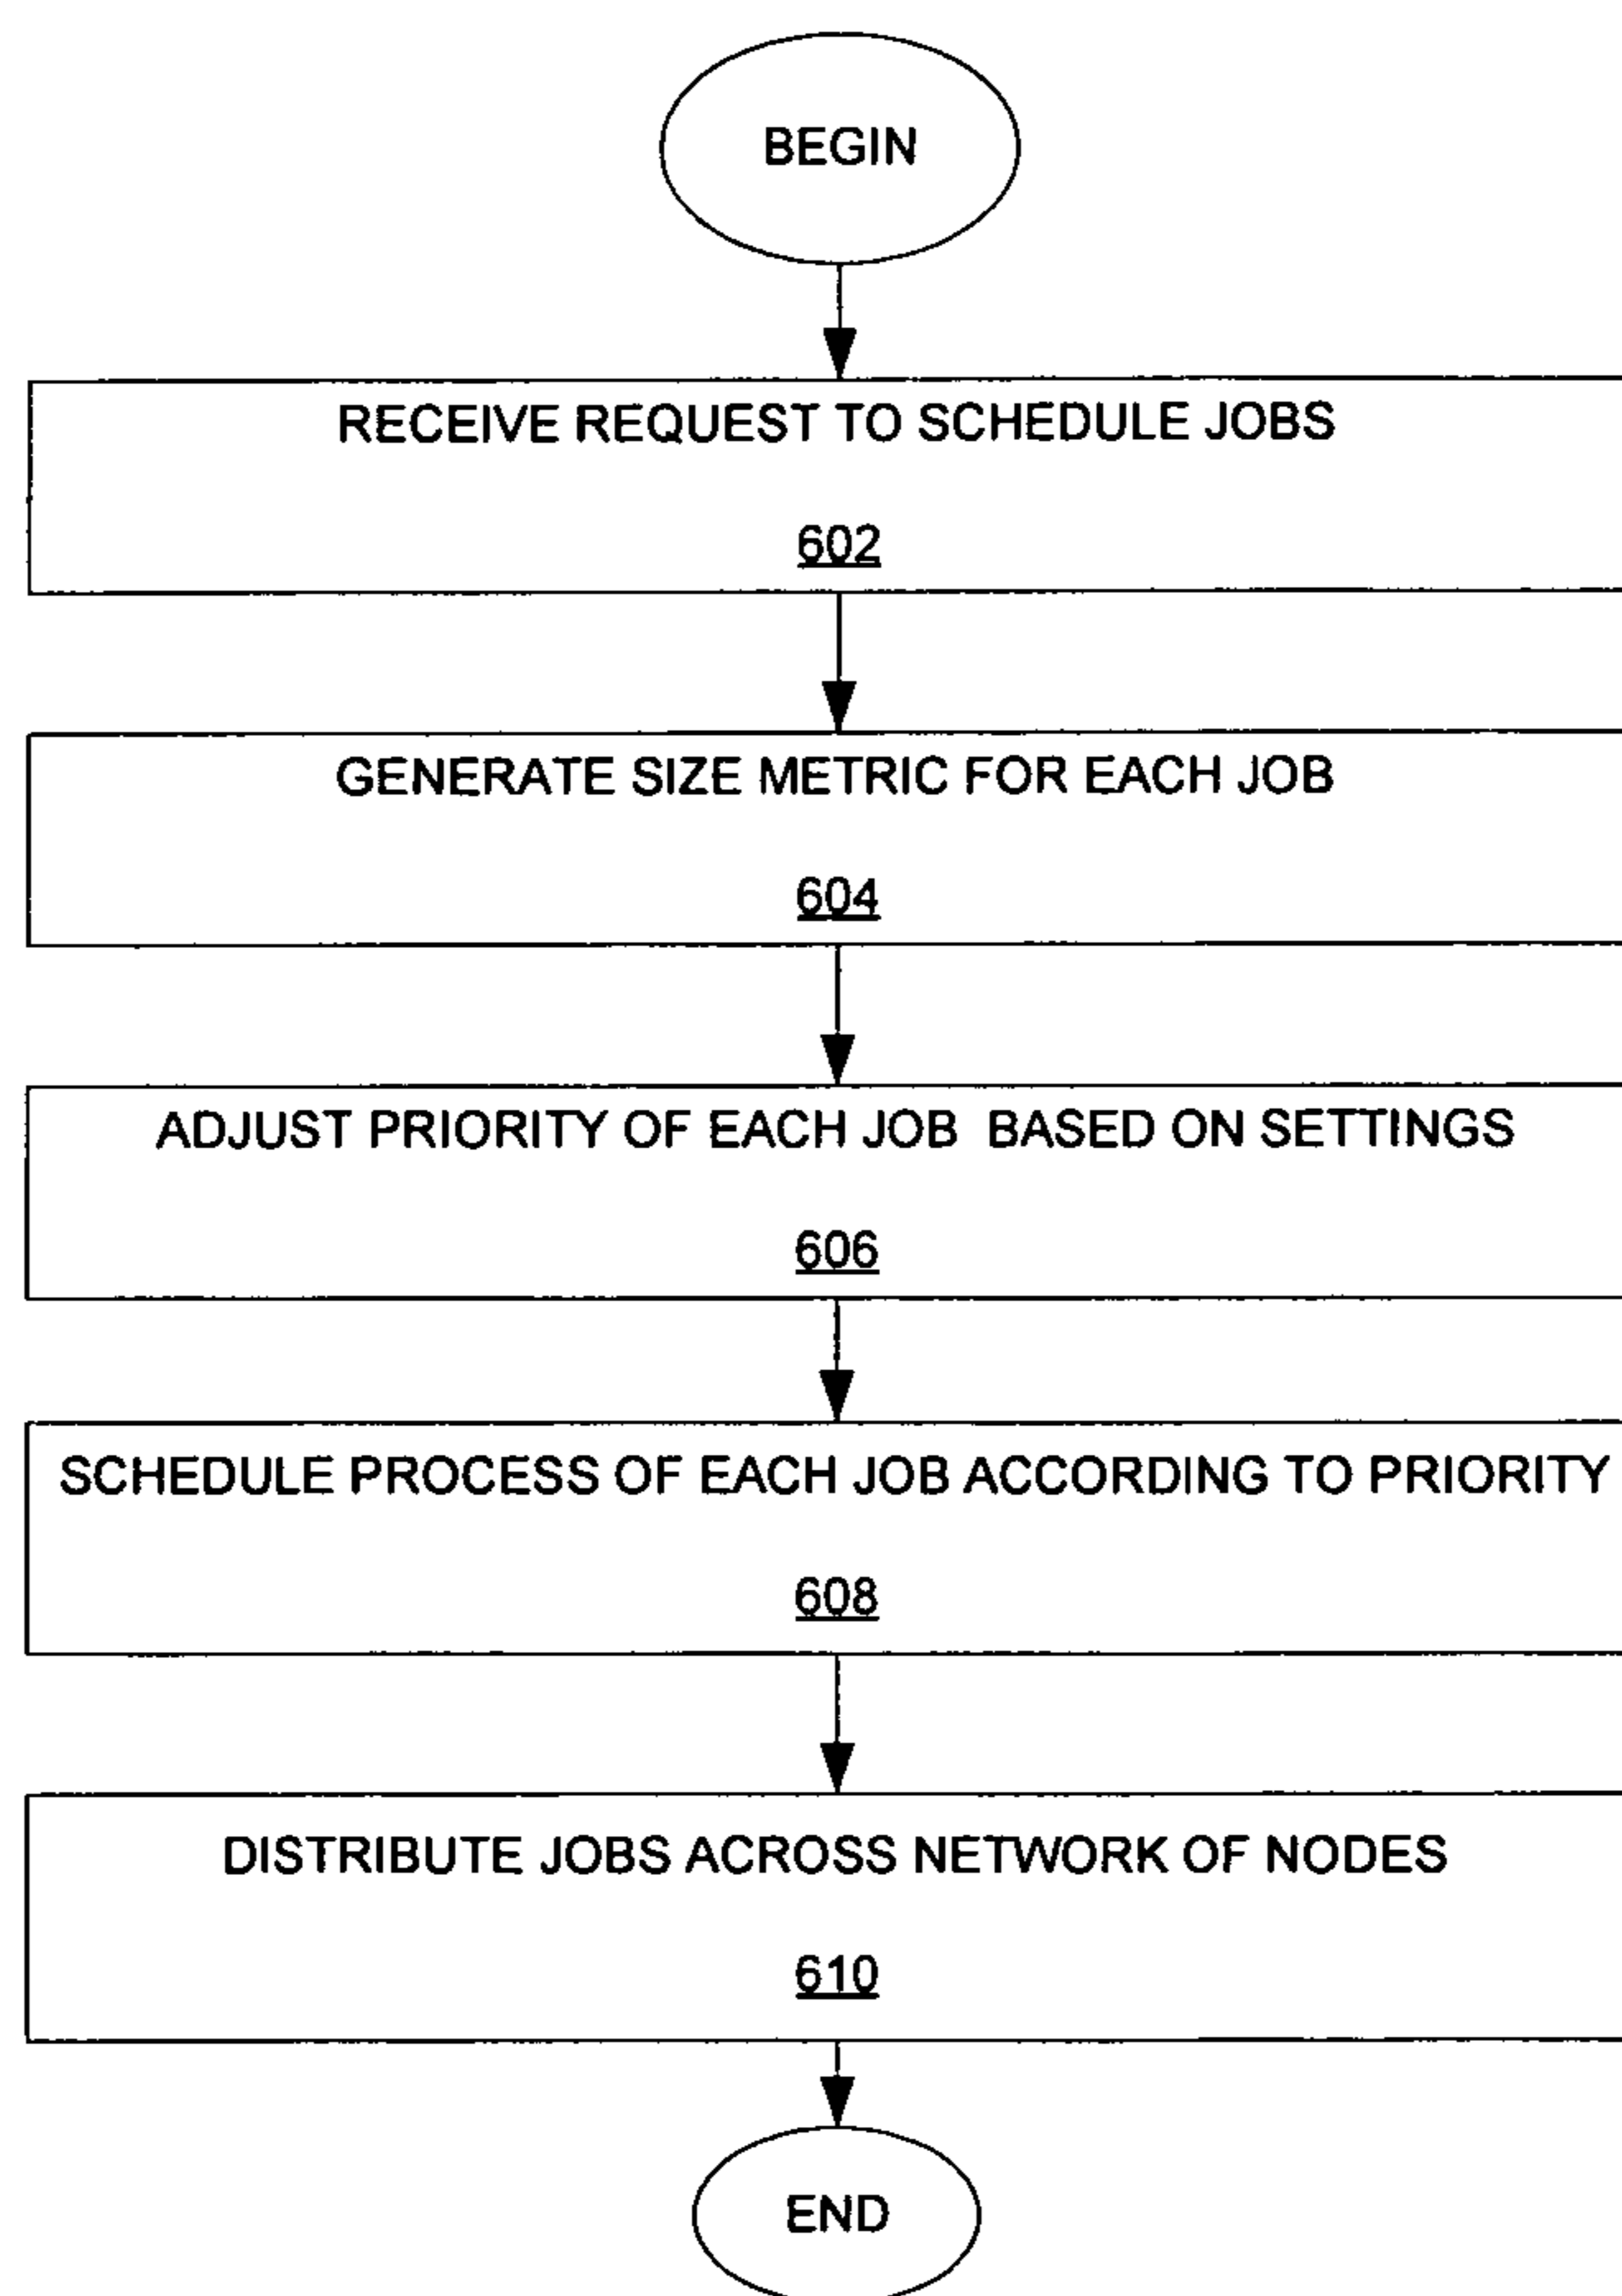 BEGIN
RECEIVE REQUEST TO SCHEDULE JOBS
602
GENERATE SIZE METRIC FOR EACH JOB
604
ADJUST PRIORITY OF EACH JOB BASED ON SETTINGS
606
SCHEDULE PROCESS OF EACH JOB ACCORDING TO PRIORITY
608
DISTRIBUTE JOBS ACROSS NETWORK OF NODES
610
END